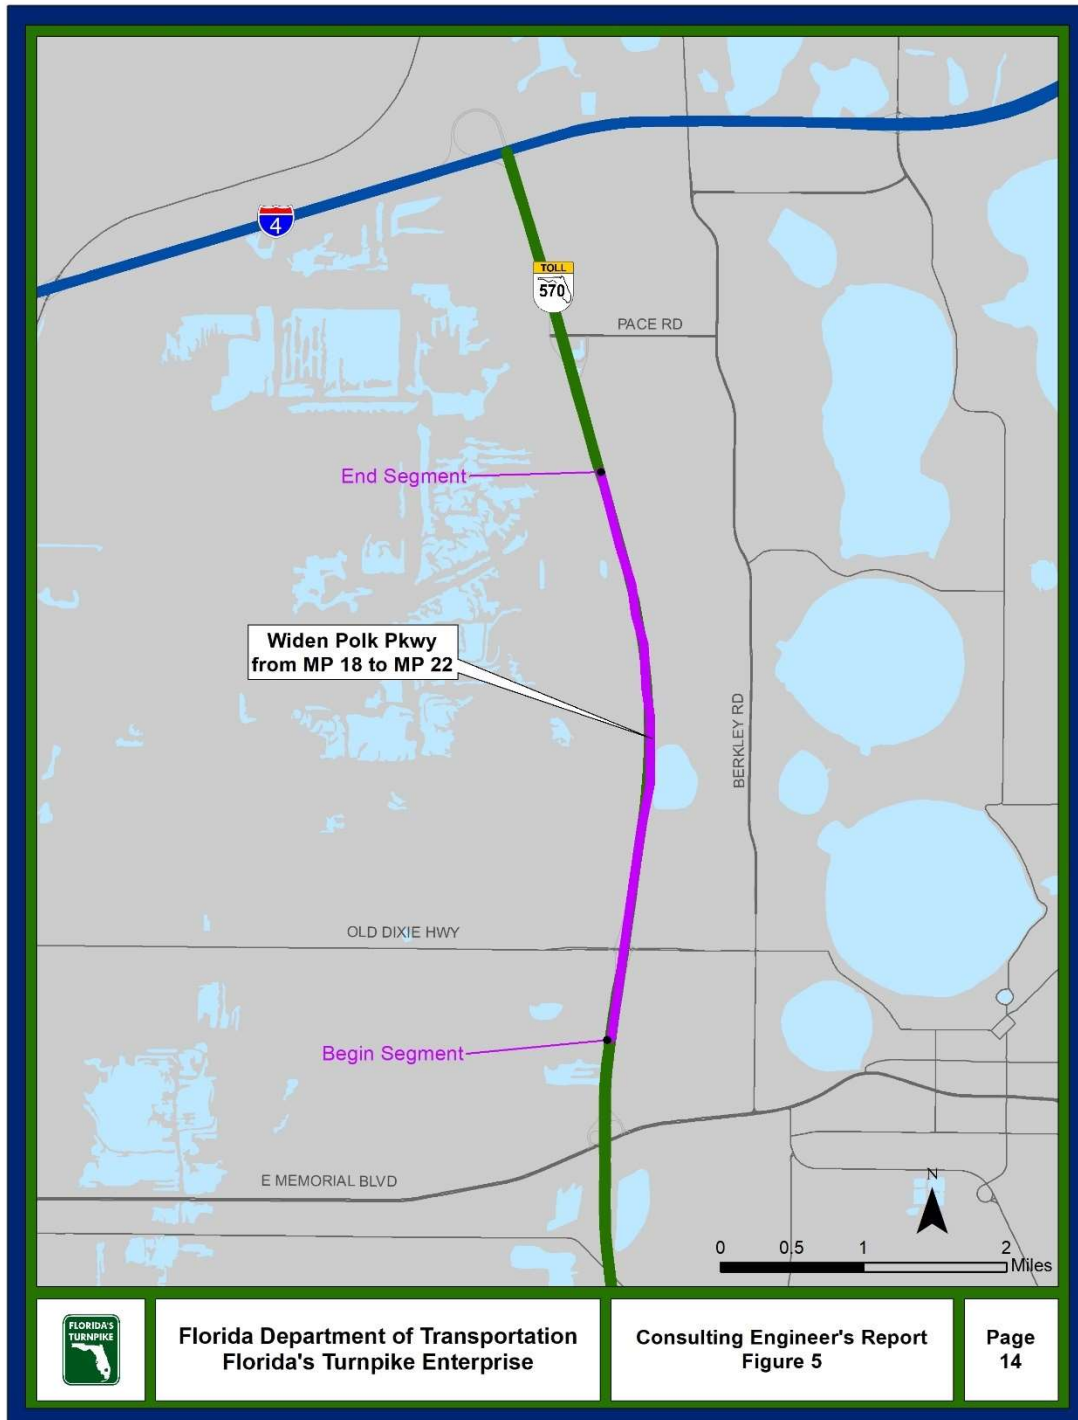 4
TOLL
570
PACE RD
End Segment
Widen Polk Pkwy
from MP 18 to MP 22
BERKLEY RD
OLD DIXIE HWY
Begin Segment
E MEMORIAL BLVD
N
0 0.5 1 2
Miles
FLORIDA'S
TURNPIKE
Florida Department of Transportation
Florida's Turnpike Enterprise
Consulting Engineer's Report
Figure 5
Page
14